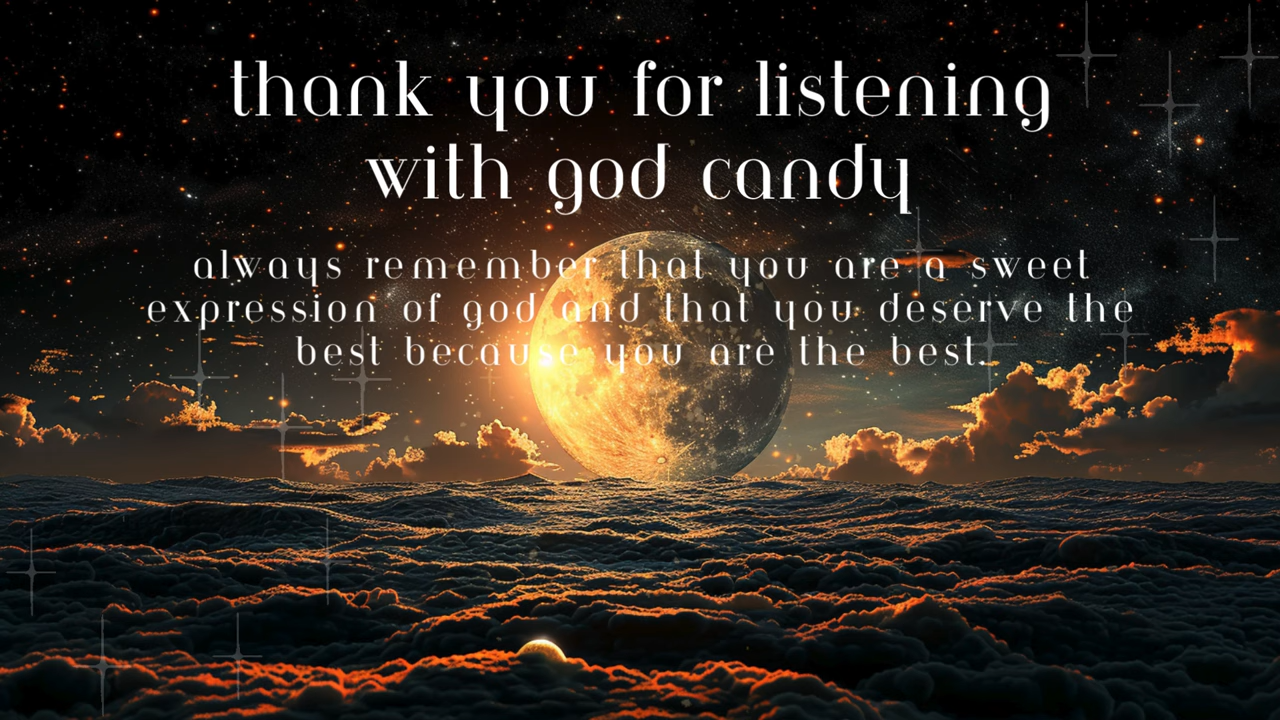 thank you for listening
with god candy
always remember that you are a sweet
expression of god and that you deserve the
best because you are the best.